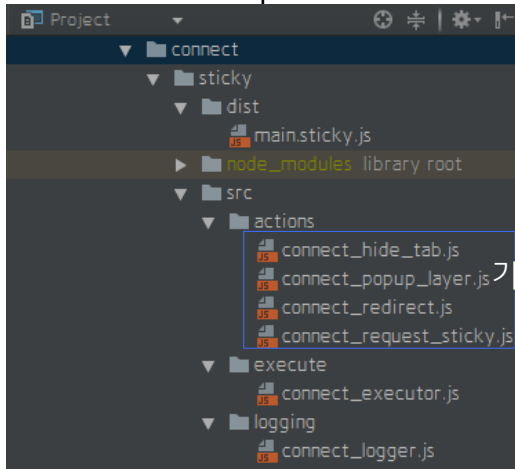 Project
connect
sticky
dist
main.sticky.js
node_modules library root
src
actions
connect_hide_tab.js
connect_popup_layer.js
connect_redirect.js
connect_request_sticky.js
execute
connect_executor.js
logging
connect_logger.js